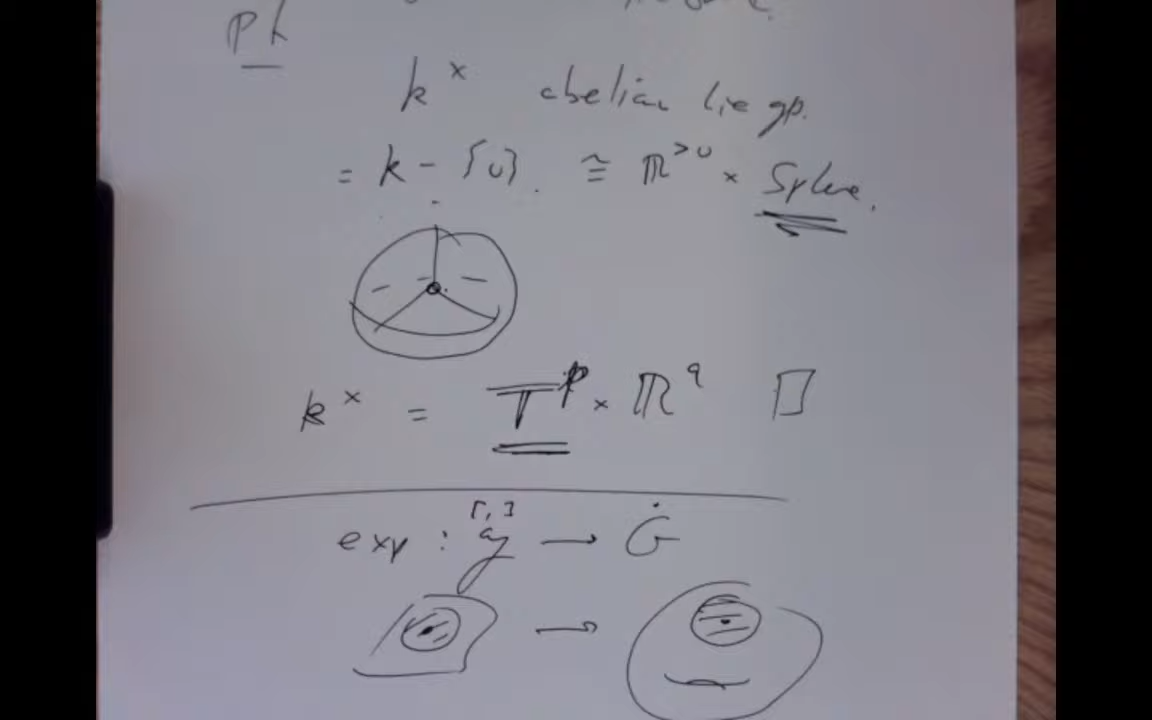 Pf
k^× abelian Lie gp.
= k - {0}. ≅ ℝ^{>0} × Sphere.
k^× = T^p × ℝ^q □
[,]
exp : 𝔤 → G
→